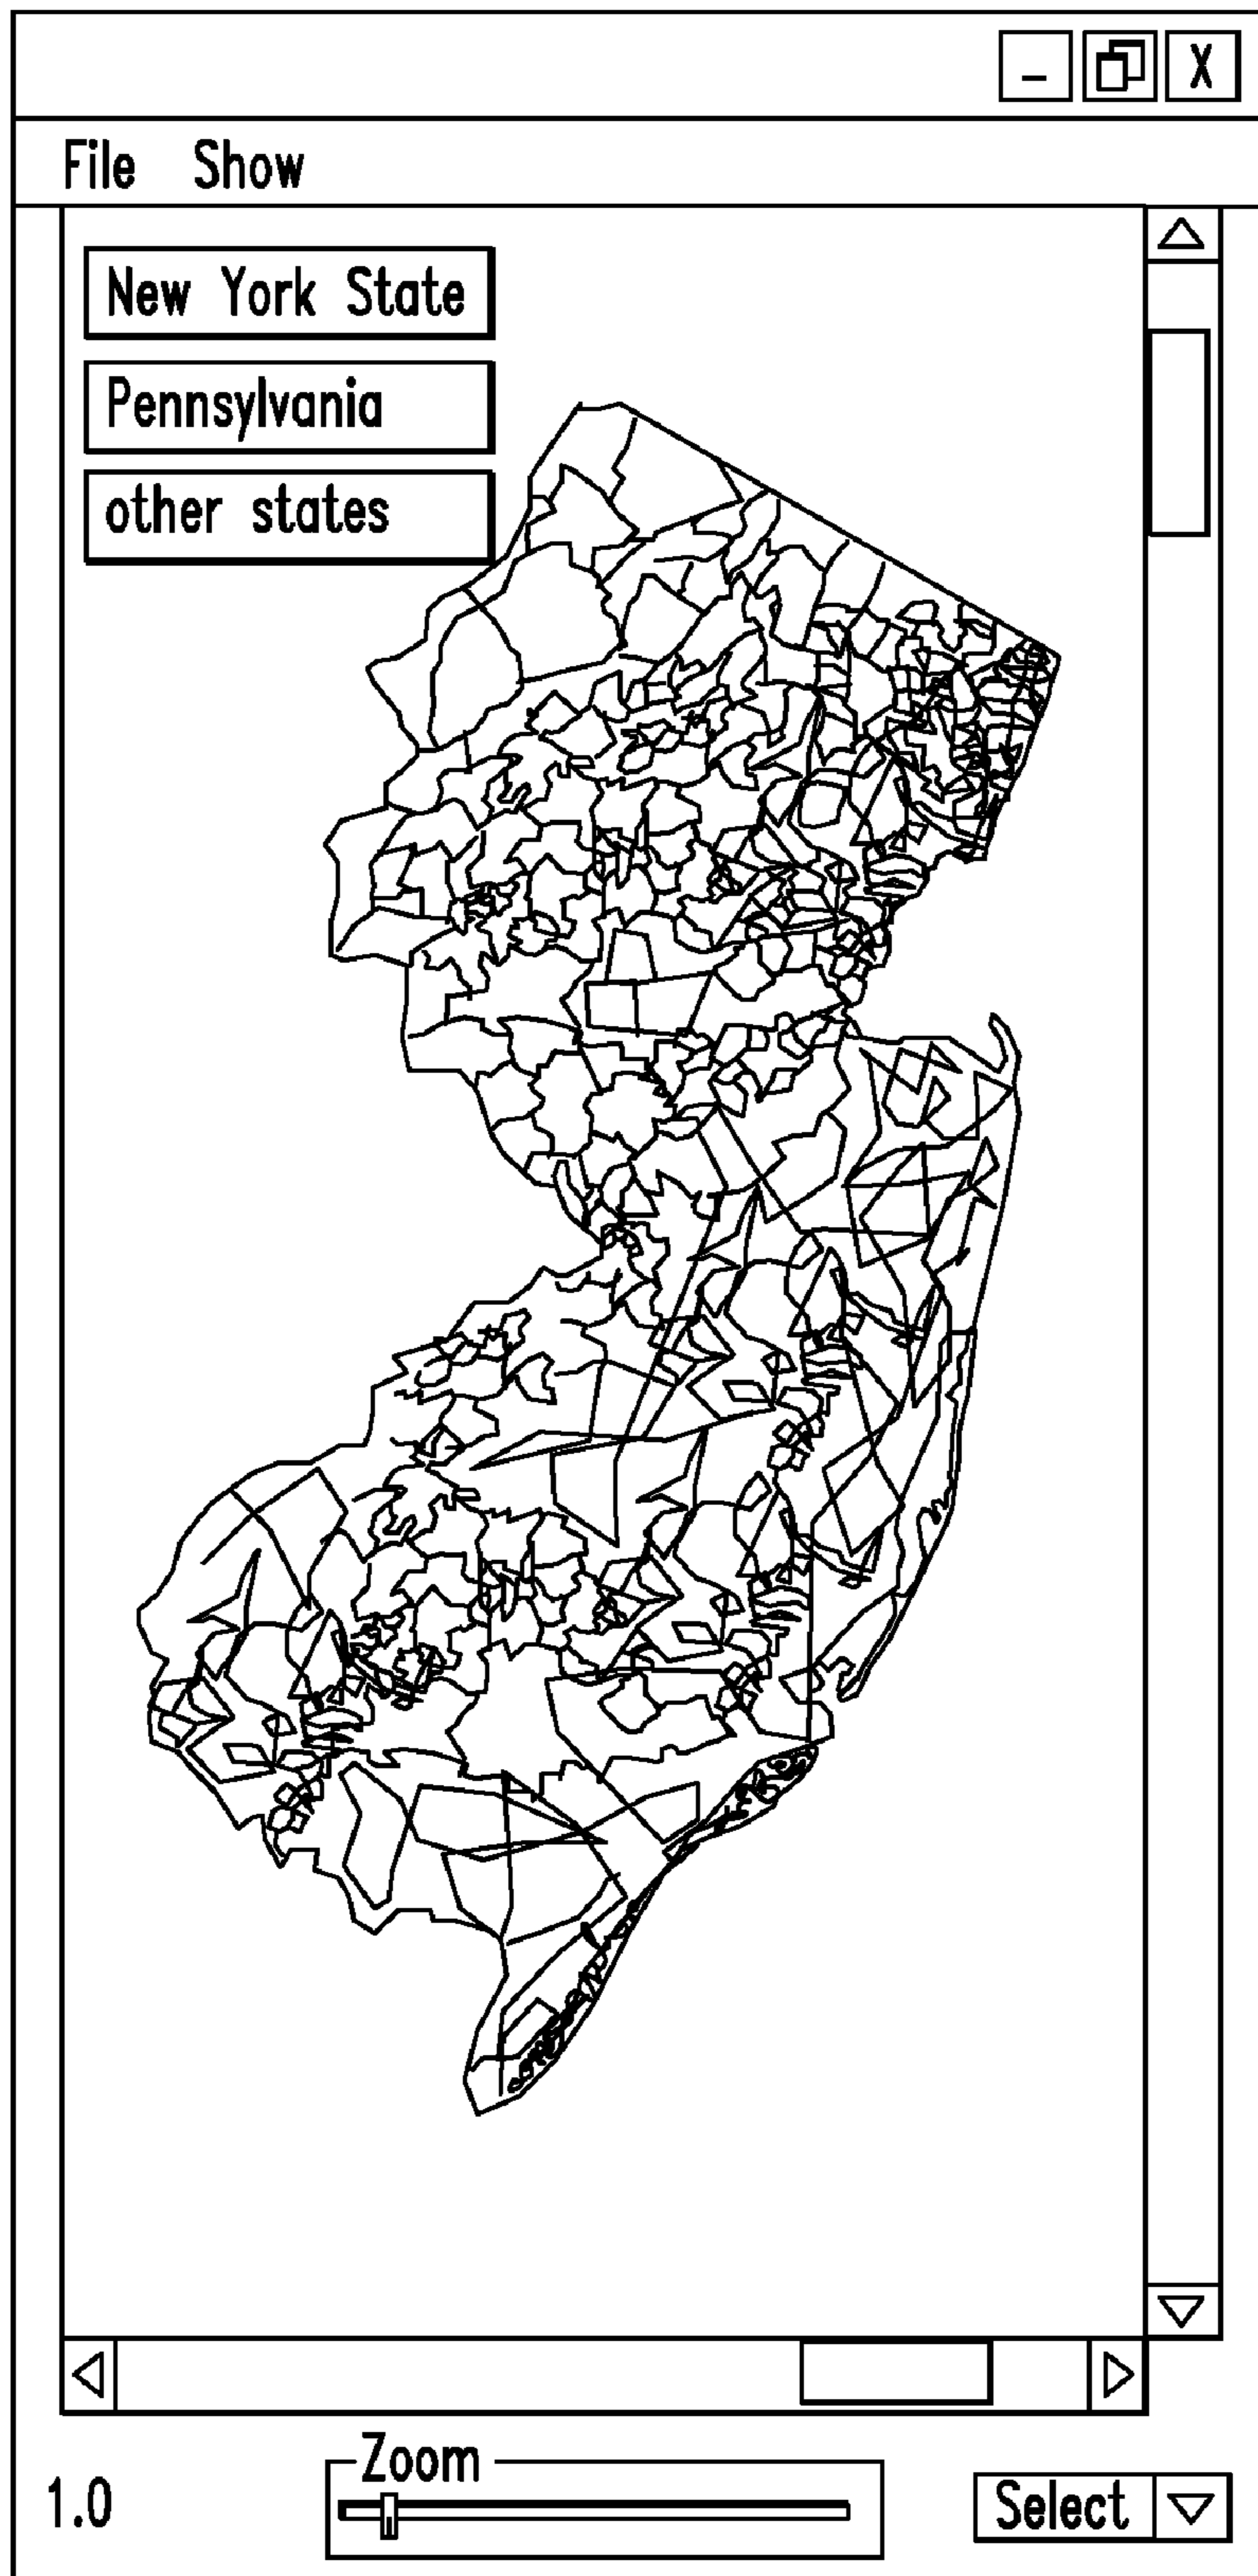 X
File Show
New York State
Pennsylvania
other states
Zoom
1.0
Select